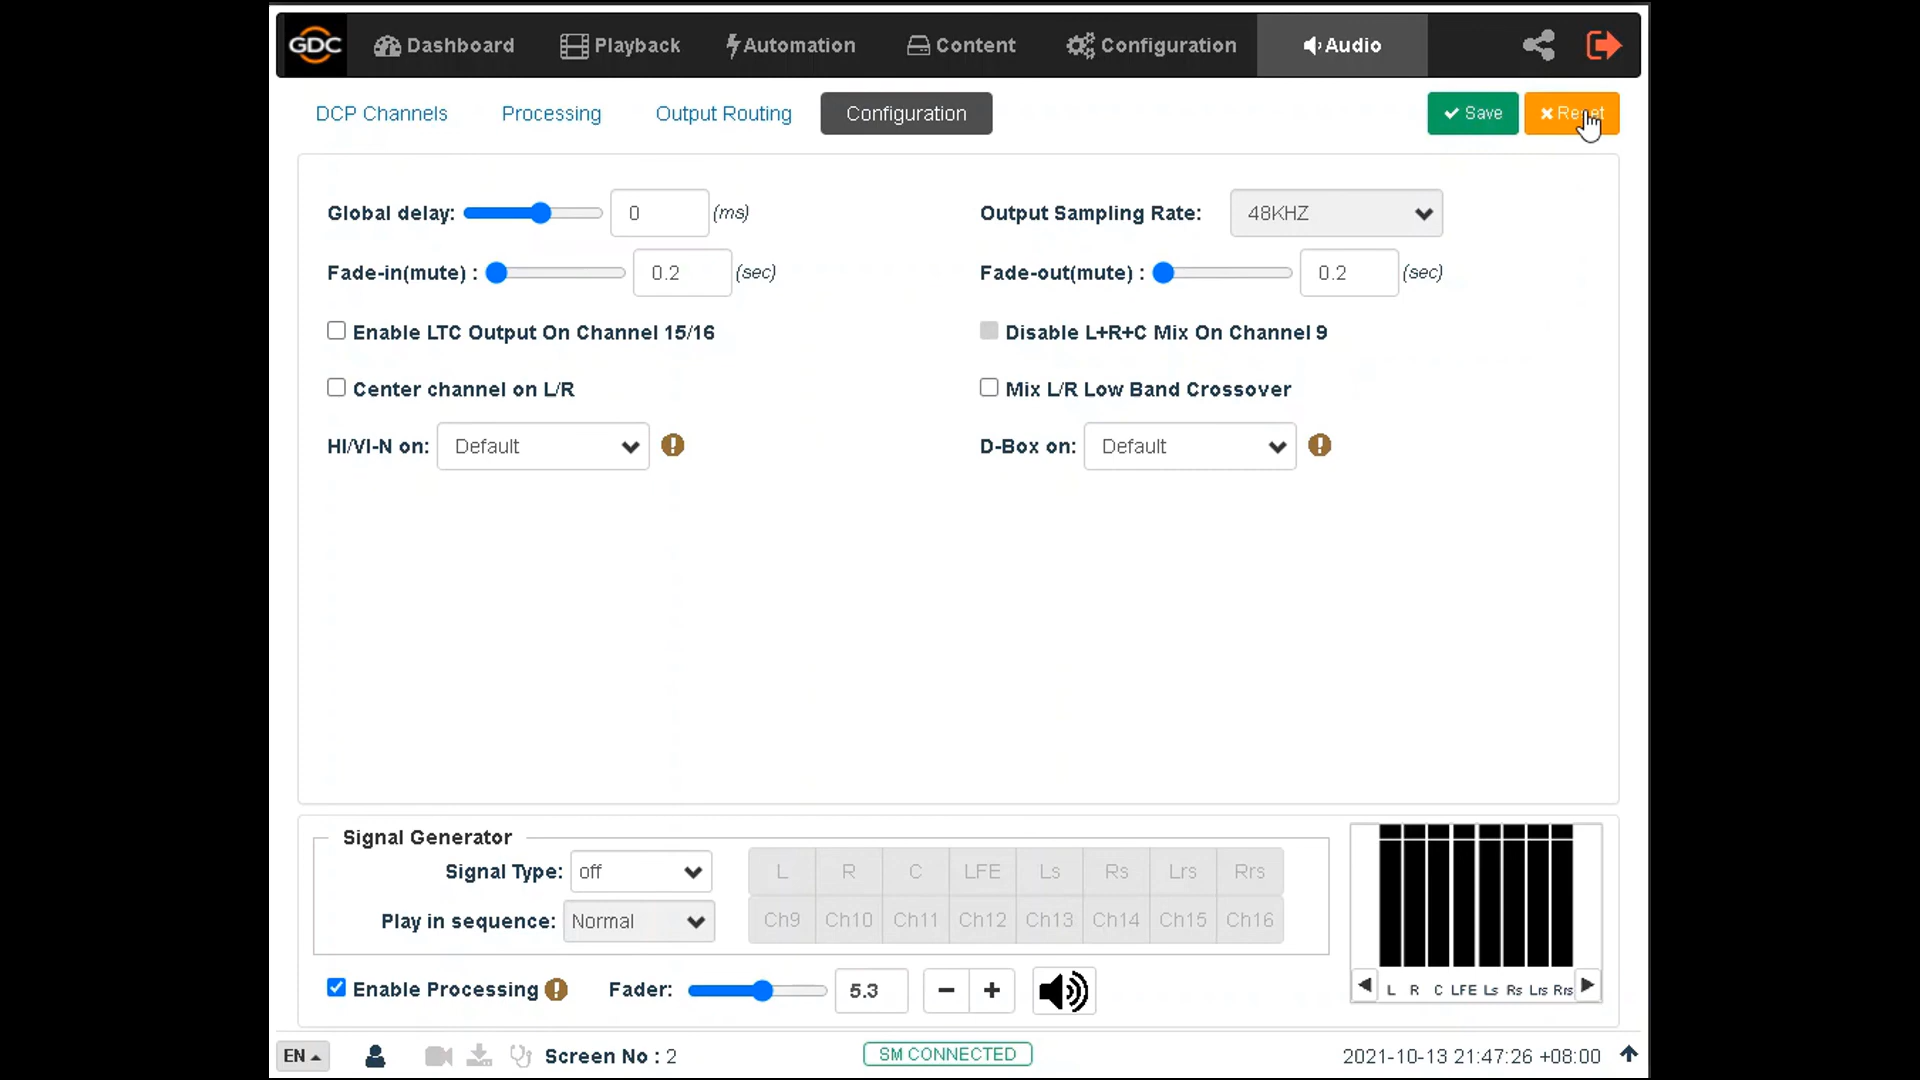 GDC Dashboard Playback Automation Content Configuration Audio
DCP Channels Processing Output Routing Configuration Save
Global delay: 0 (ms) Output Sampling Rate: 48KHZ
Fade-in(mute) : 0.2 (sec) Fade-out(mute) : 0.2 (sec)
Enable LTC Output On Channel 15/16 Disable L+R+C Mix On Channel 9
Center channel on L/R Mix L/R Low Band Crossover
HI/VI-N on: Default D-Box on: Default
Signal Generator
Signal Type: off L R C LFE Ls Rs Lrs Rrs
Play in sequence: Normal Ch9 Ch10 Ch11 Ch12 Ch13 Ch14 Ch15 Ch16
Enable Processing Fader: 5.3 - + L R C LFE Ls Rs Lrs Rrs
EN Screen No : 2 SM CONNECTED 2021-10-13 21:47:26 +08:00